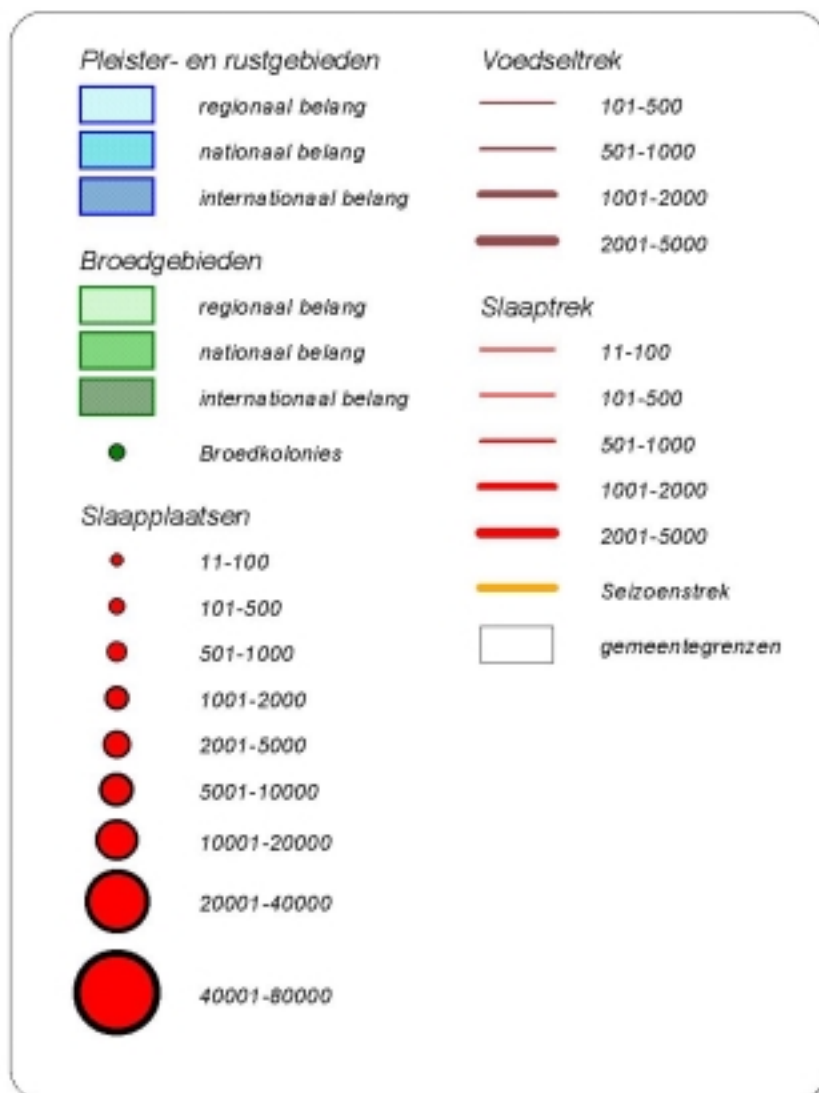 Pleister- en rustgebieden
regionaal belang
nationaal belang
internationaal belang
Broedgebieden
regionaal belang
nationaal belang
internationaal belang
Broedkolonies
Slaapplaatsen
11-100
101-500
501-1000
1001-2000
2001-5000
5001-10000
10001-20000
20001-40000
40001-80000
Voedseltrek
101-500
501-1000
1001-2000
2001-5000
Slaaptrek
11-100
101-500
501-1000
1001-2000
2001-5000
Seizoenstrek
gemeentegrenzen